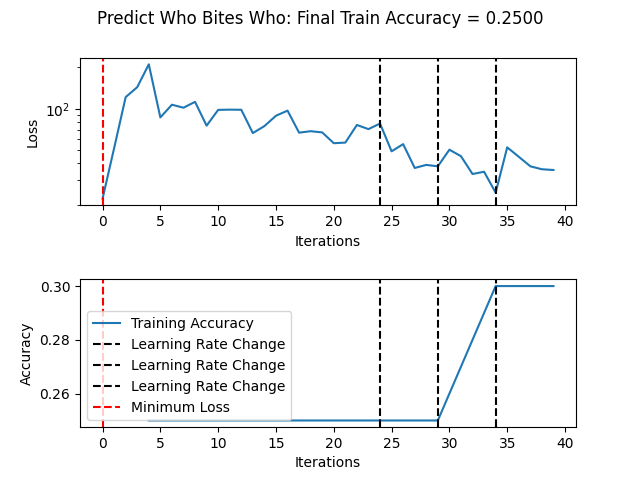 Predict Who Bites Who: Final Train Accuracy = 0.2500
10²
Loss
0 5 10 15 20 25 30 35 40
Iterations
0.30
0.28
0.26
Accuracy
Training Accuracy
Learning Rate Change
Learning Rate Change
Learning Rate Change
Minimum Loss
0 5 10 15 20 25 30 35 40
Iterations